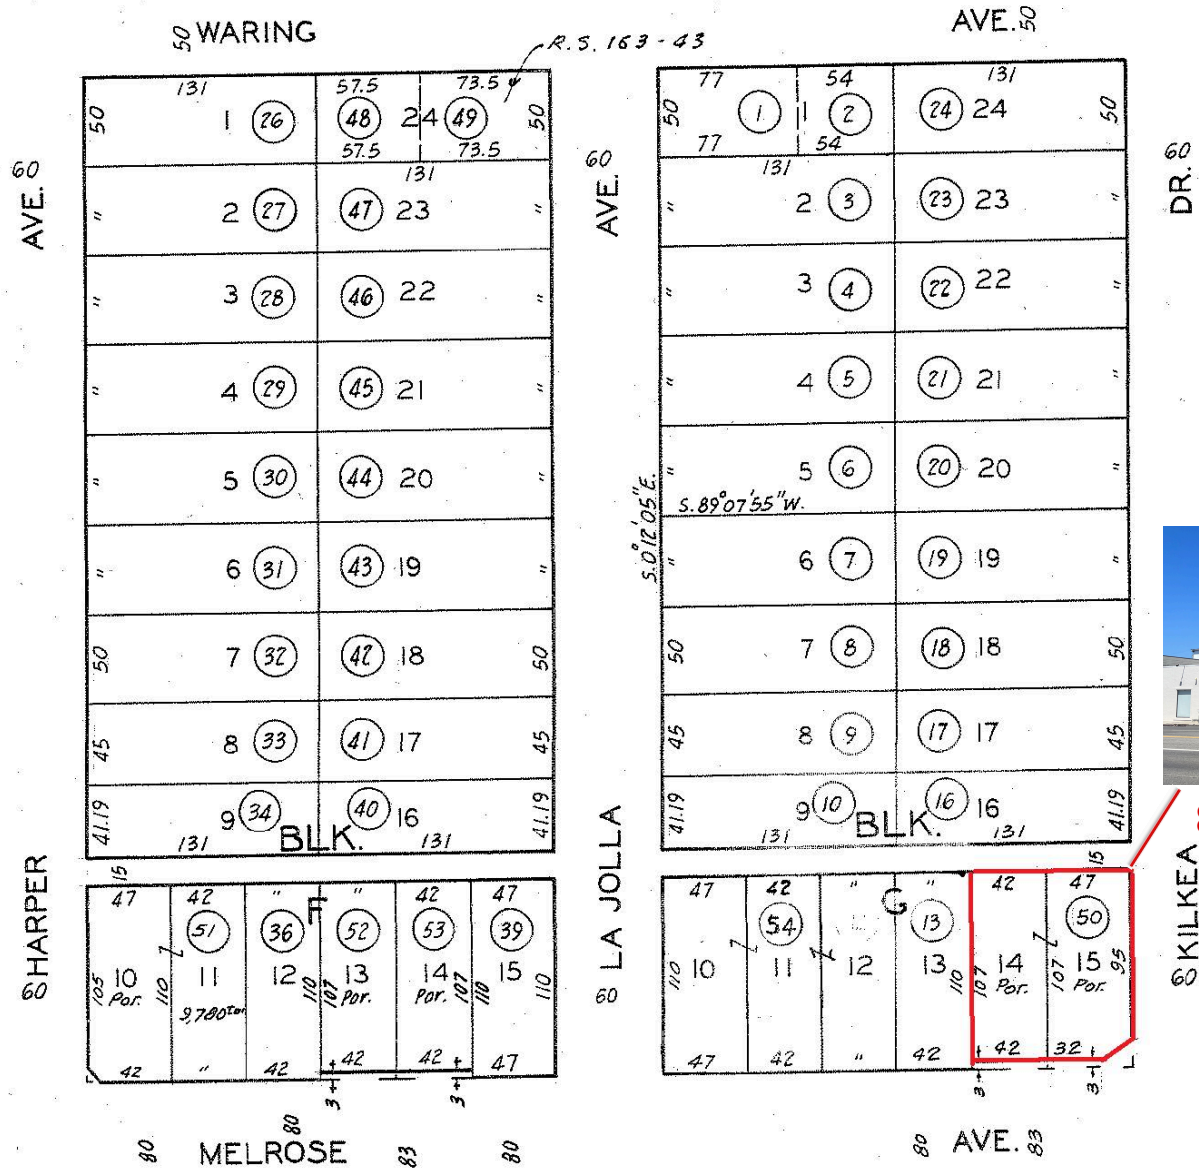 50 WARING AVE. 50
R.S. 163-43
131 57.5 73.5 77 54 131
50 1 26 48 24 49 50 50 1 1 2 24 24 50
57.5 73.5 77 54
60 131 60 131 60
AVE. " 2 27 47 23 " AVE. " 2 3 23 23 " DR.
" 3 28 46 22 " " 3 4 22 22 "
" 4 29 45 21 " " 4 5 21 21 "
" 5 30 44 20 " 5 6 20 20
S.0°12'05"E. S.89°07'55"W.
" 6 31 43 19 " " 6 7 19 19 "
50 7 32 42 18 50 50 7 8 18 18 50
45 8 33 41 17 45 45 8 9 17 17 45
41.19 9 34 40 16 41.19 41.19 9 10 16 16 41.19
131 BLK. 131 131 BLK. 131
15 15
60 HARPER LA JOLLA 60 60 KILKEA
47 42 " " 42 47 47 42 " " 42 47
F G
51 36 52 53 39 54 13 50
105 10 110 11 12 110 107 13 14 107 110 15 110 110 10 11 12 13 110 107 14 107 15 95
Por. Por. Por. Por. Por.
42 " 42 42 42 47 47 42 " 42 42 32
3 3 3 3
80 MELROSE 80 83 80 80 AVE. 83